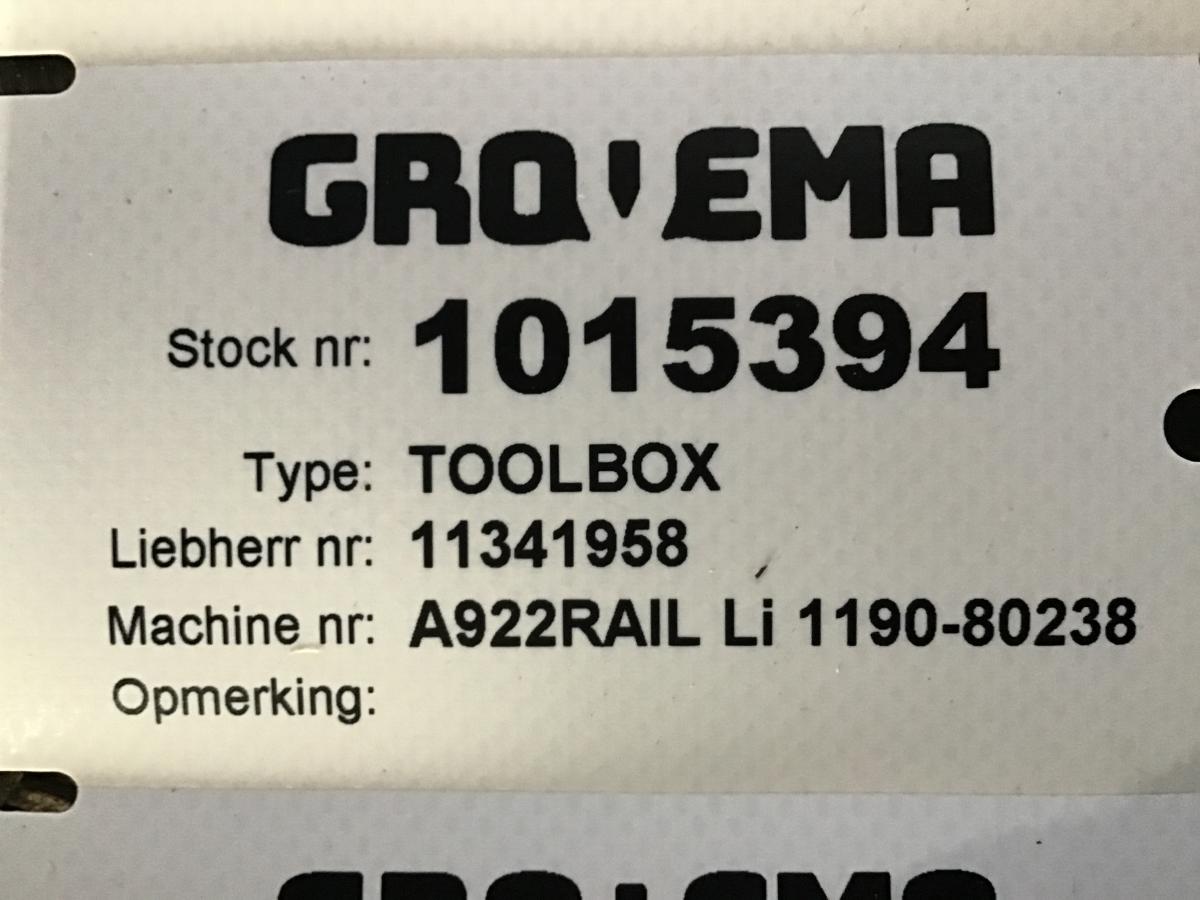 GRO'EMA
Stock nr: 1015394
Type: TOOLBOX
Liebherr nr: 11341958
Machine nr: A922RAIL Li 1190-80238
Opmerking: